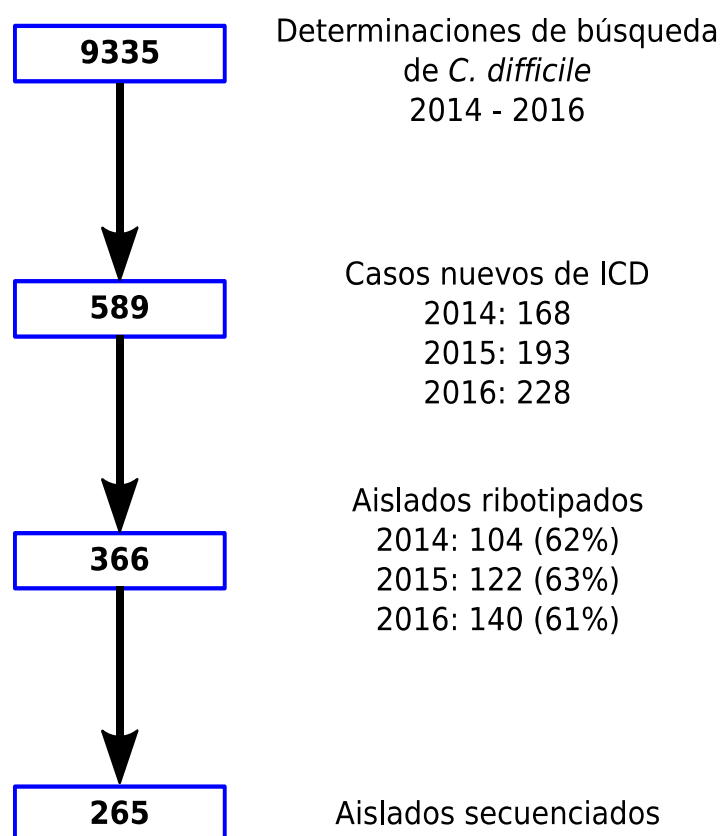 9335
Determinaciones de búsqueda
de C. difficile
2014 - 2016
589
Casos nuevos de ICD
2014: 168
2015: 193
2016: 228
366
Aislados ribotipados
2014: 104 (62%)
2015: 122 (63%)
2016: 140 (61%)
265
Aislados secuenciados